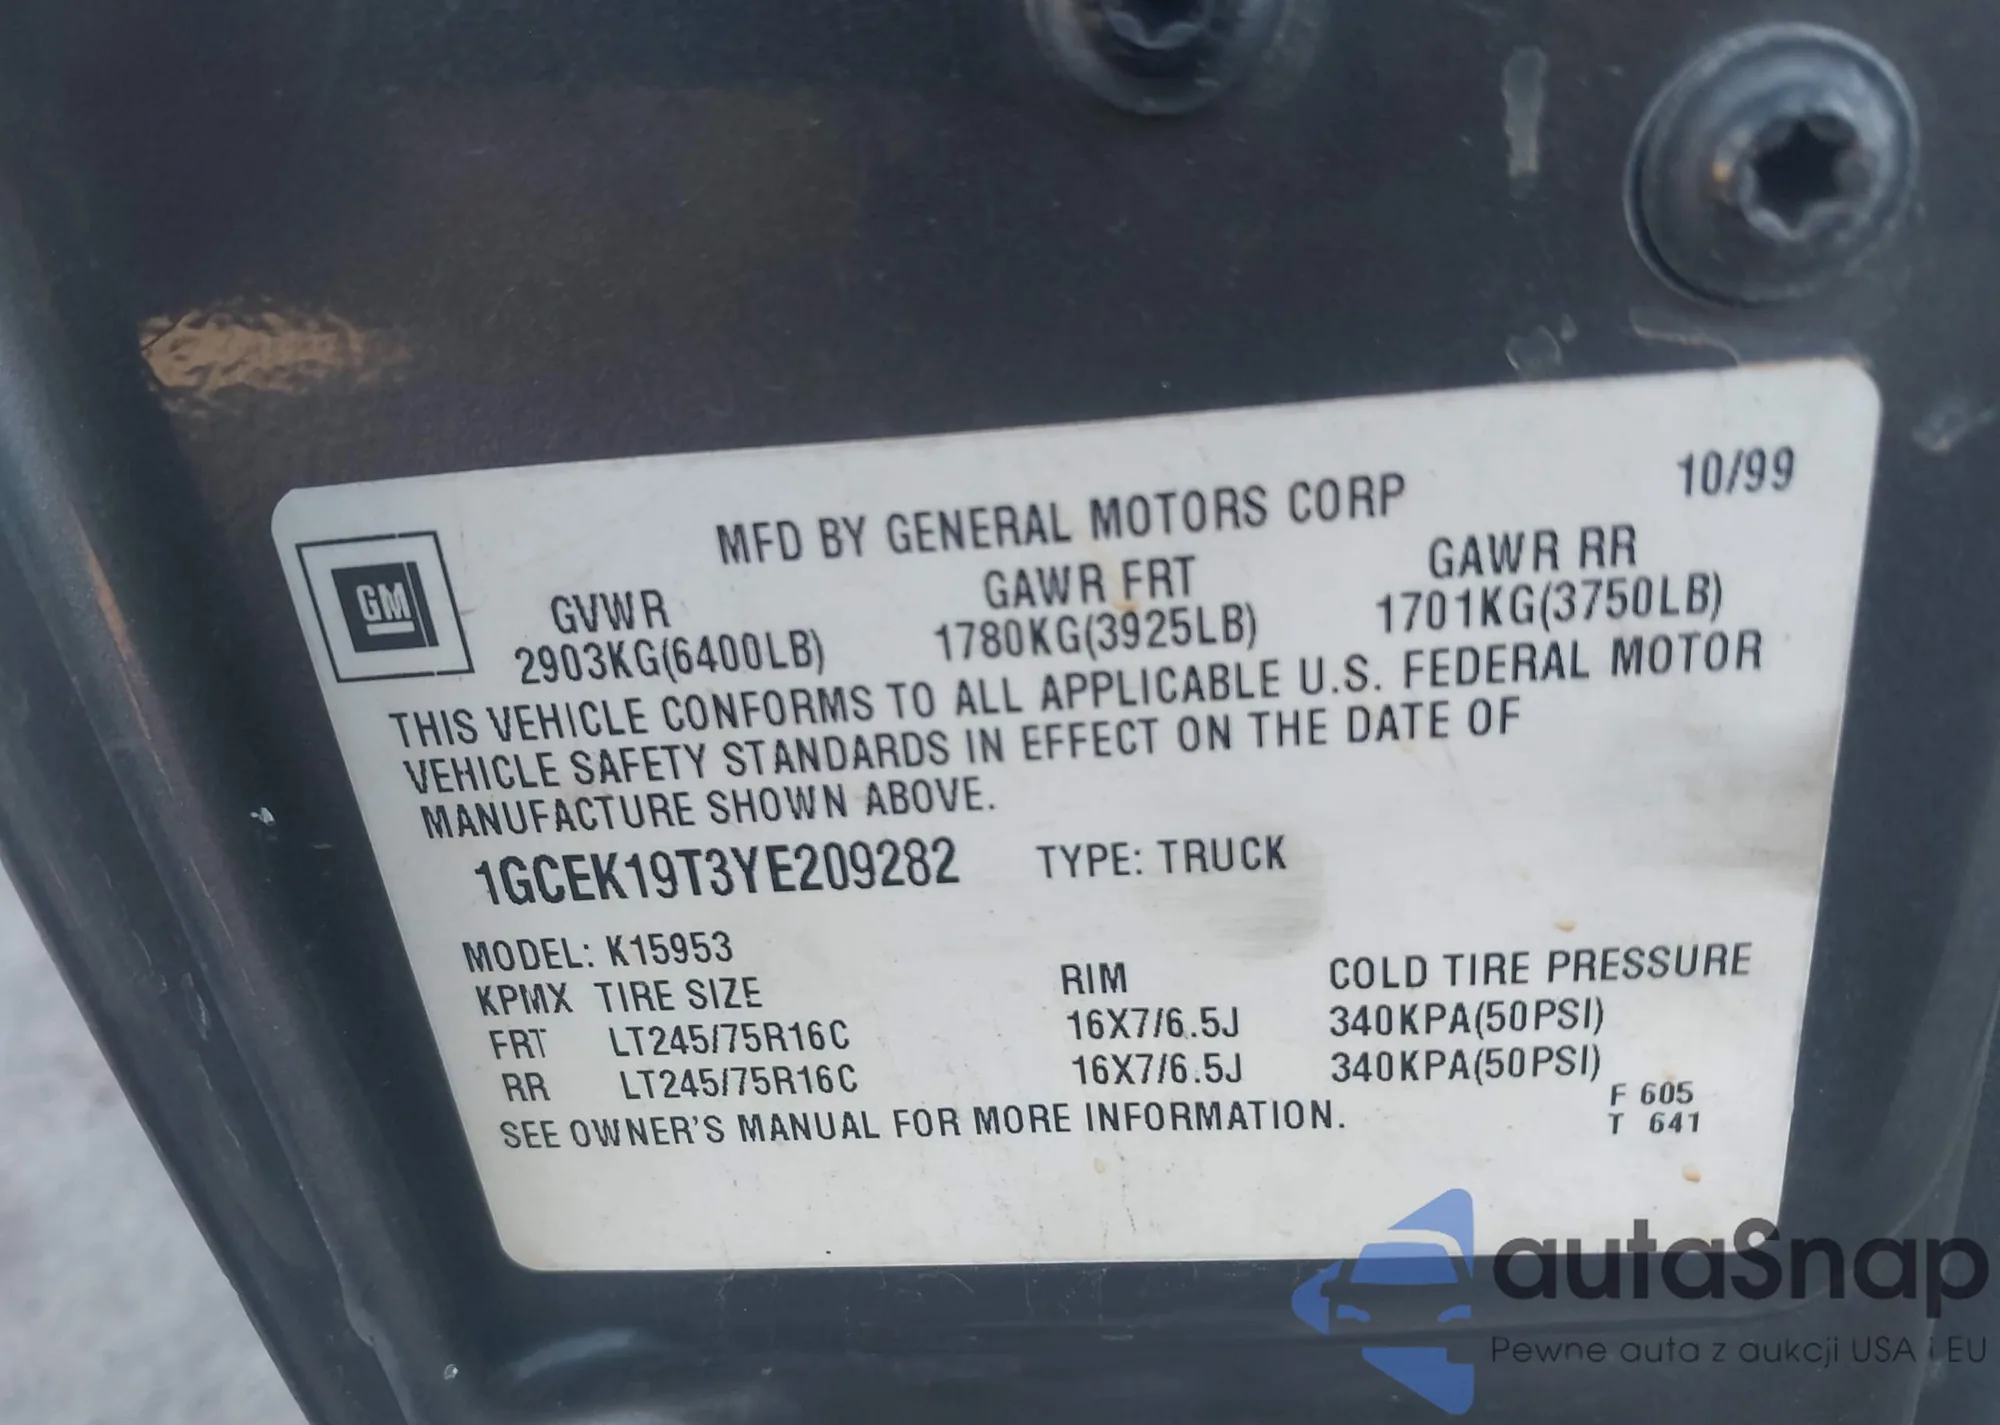 MFD BY GENERAL MOTORS CORP 10/99
GM
GVWR GAWR FRT GAWR RR
2903KG(6400LB) 1780KG(3925LB) 1701KG(3750LB)
THIS VEHICLE CONFORMS TO ALL APPLICABLE U.S. FEDERAL MOTOR
VEHICLE SAFETY STANDARDS IN EFFECT ON THE DATE OF
MANUFACTURE SHOWN ABOVE.
1GCEK19T3YE209282 TYPE: TRUCK
MODEL: K15953
KPMX TIRE SIZE RIM COLD TIRE PRESSURE
FRT LT245/75R16C 16X7/6.5J 340KPA(50PSI)
RR LT245/75R16C 16X7/6.5J 340KPA(50PSI)
F 605
SEE OWNER'S MANUAL FOR MORE INFORMATION. T 641
autaSnap
Pewne auta z aukcji USA i EU